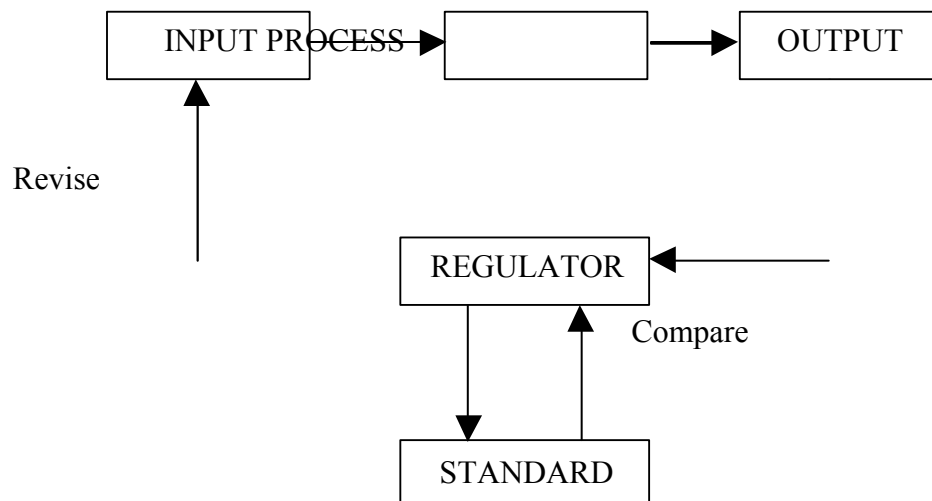 INPUT PROCESS
OUTPUT
Revise
REGULATOR
Compare
STANDARD